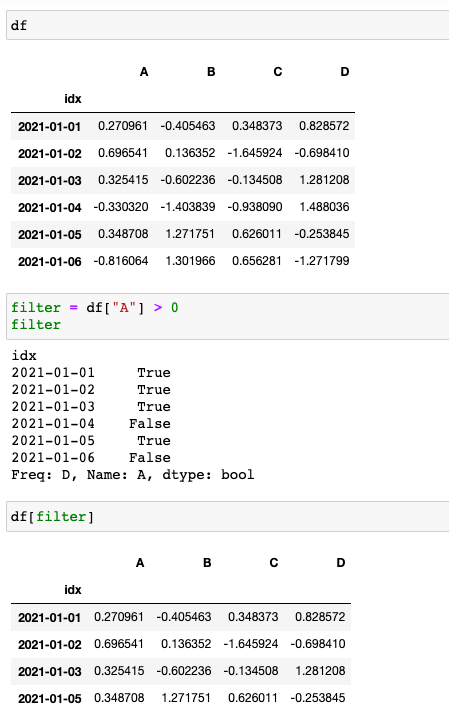 df
A B C D
idx
2021-01-01 0.270961 -0.405463 0.348373 0.828572
2021-01-02 0.696541 0.136352 -1.645924 -0.698410
2021-01-03 0.325415 -0.602236 -0.134508 1.281208
2021-01-04 -0.330320 -1.403839 -0.938090 1.488036
2021-01-05 0.348708 1.271751 0.626011 -0.253845
2021-01-06 -0.816064 1.301966 0.656281 -1.271799
filter = df["A"] > 0
filter
idx
2021-01-01 True
2021-01-02 True
2021-01-03 True
2021-01-04 False
2021-01-05 True
2021-01-06 False
Freq: D, Name: A, dtype: bool
df[filter]
A B C D
idx
2021-01-01 0.270961 -0.405463 0.348373 0.828572
2021-01-02 0.696541 0.136352 -1.645924 -0.698410
2021-01-03 0.325415 -0.602236 -0.134508 1.281208
2021-01-05 0.348708 1.271751 0.626011 -0.253845